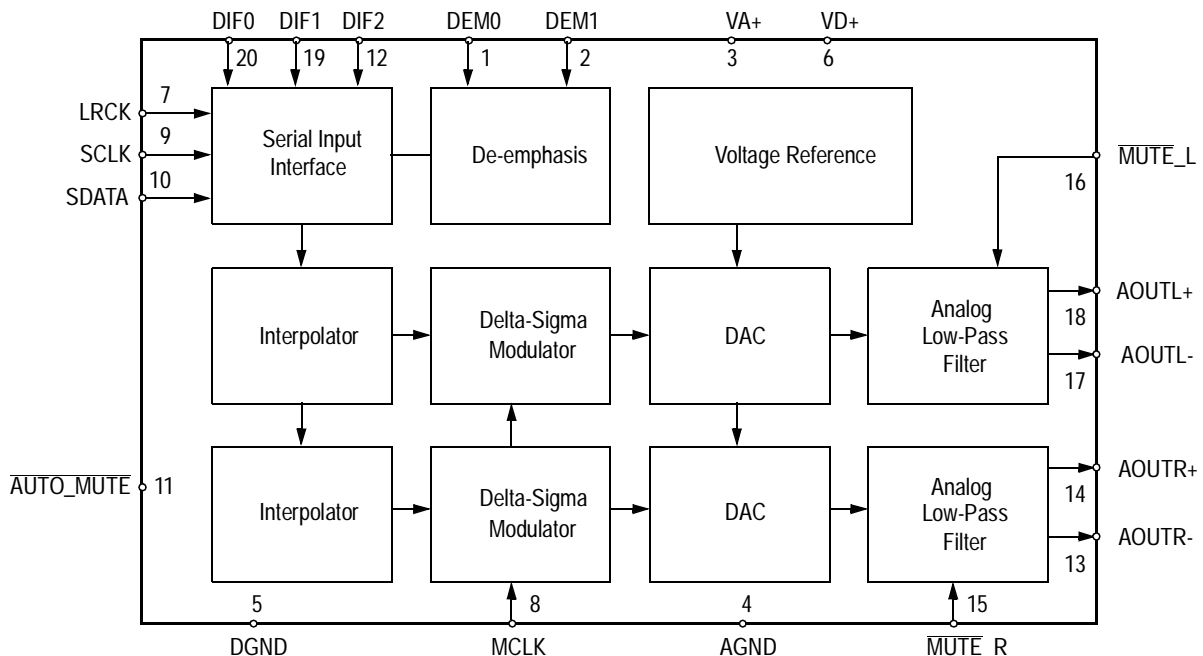 DIF0 DIF1 DIF2 DEM0 DEM1 VA+ VD+
20 19 12 1 2 3 6
LRCK 7
SCLK 9
SDATA 10
Serial Input
Interface
De-emphasis
Voltage Reference
MUTE_L
16
Interpolator
Delta-Sigma
Modulator
DAC
Analog
Low-Pass
Filter
AOUTL+
18
AOUTL-
17
AUTO_MUTE 11
Interpolator
Delta-Sigma
Modulator
DAC
Analog
Low-Pass
Filter
AOUTR+
14
AOUTR-
13
5 8 4 15
DGND MCLK AGND MUTE_R